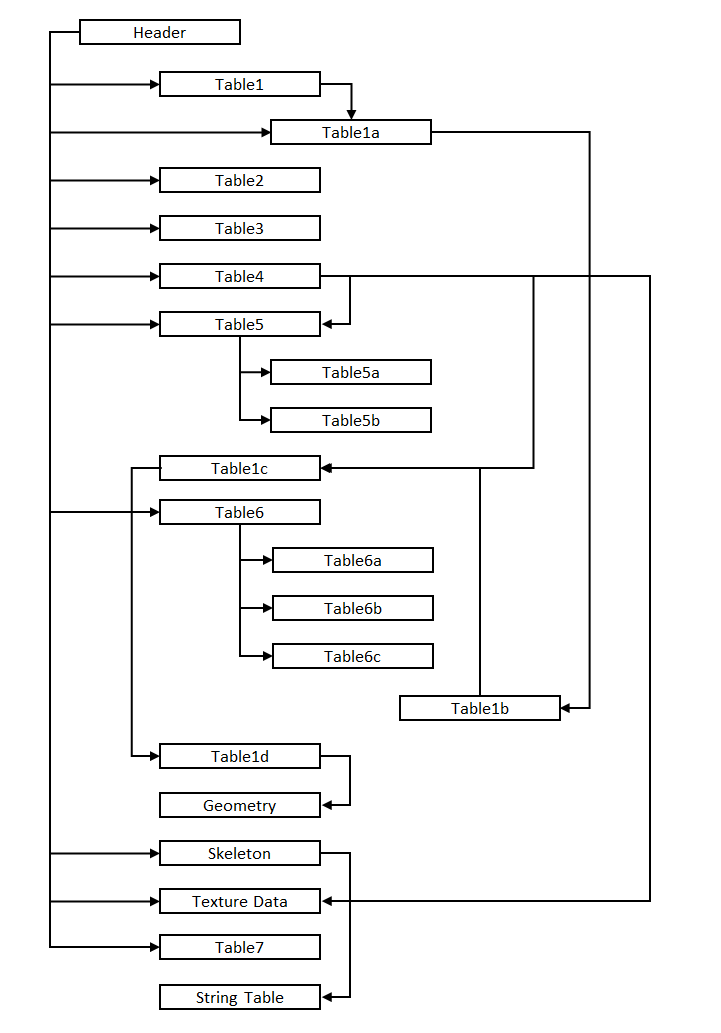 Header
Table1
Table1a
Table2
Table3
Table4
Table5
Table5a
Table5b
Table1c
Table6
Table6a
Table6b
Table6c
Table1b
Table1d
Geometry
Skeleton
Texture Data
Table7
String Table